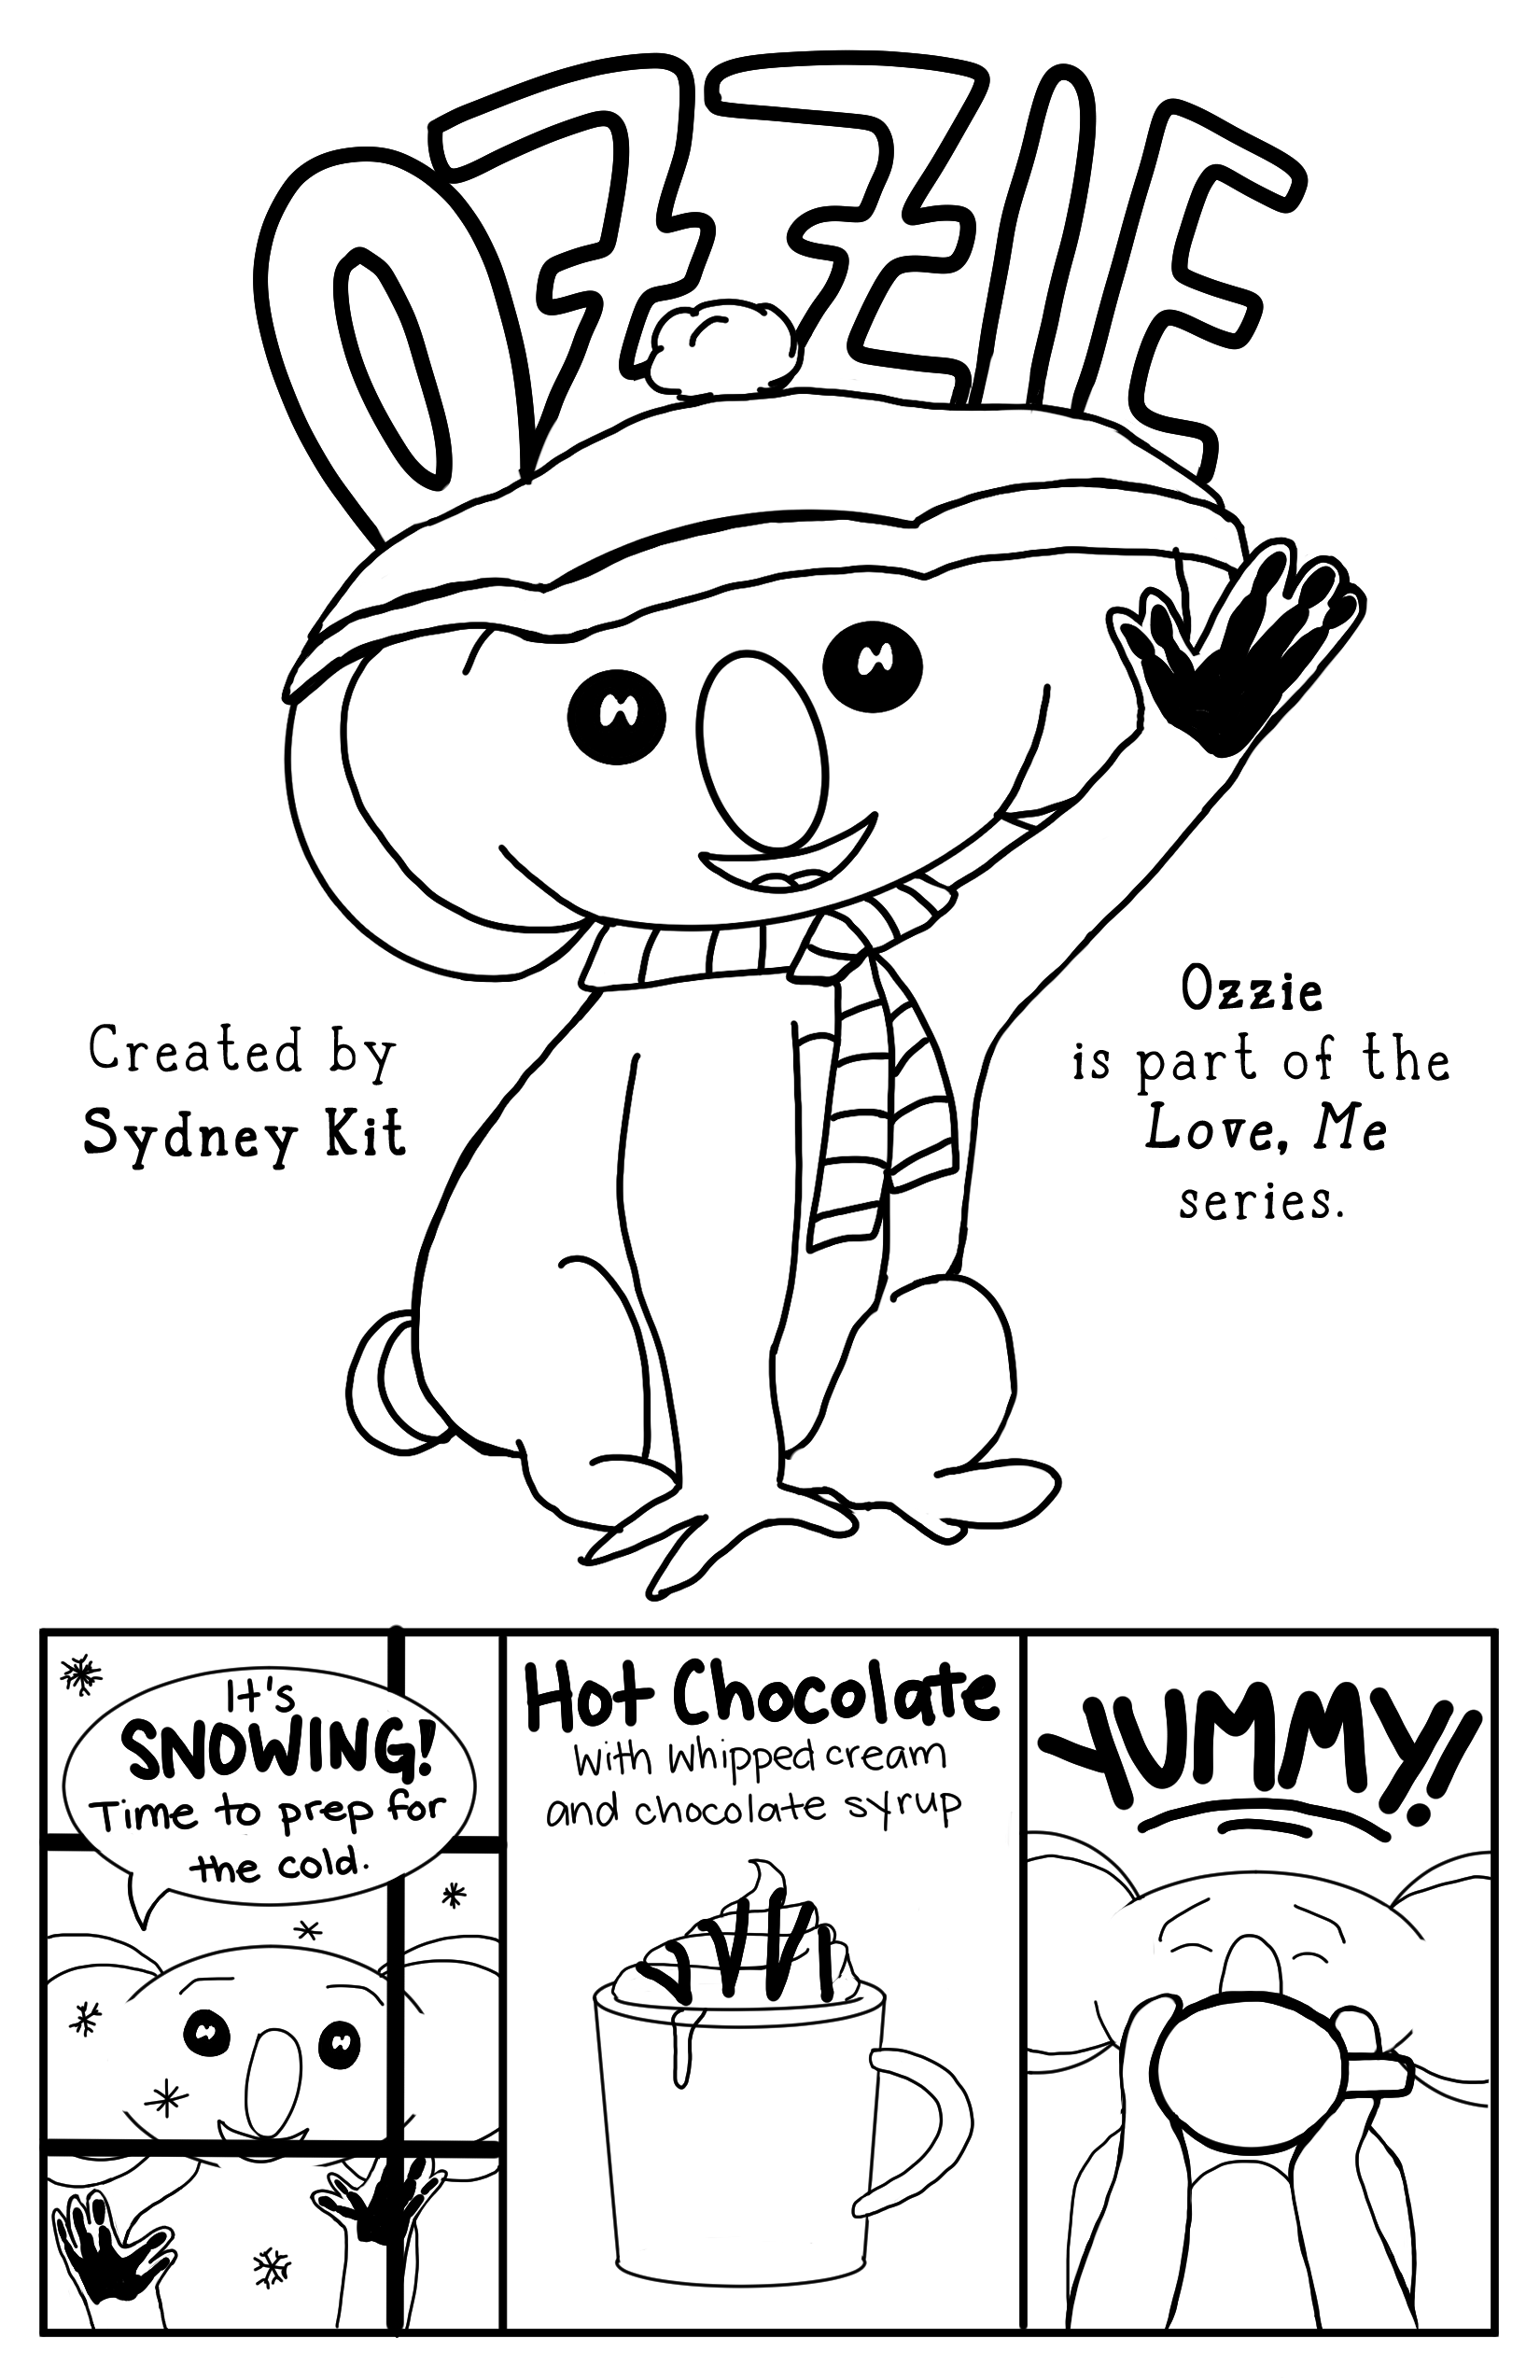 OZZIE
Created by
Sydney Kit
Ozzie
is part of the
Love, Me
series.
It's
SNOWING!
Time to prep for
the cold.
Hot Chocolate
with whipped cream
and chocolate syrup
YUMMY!!